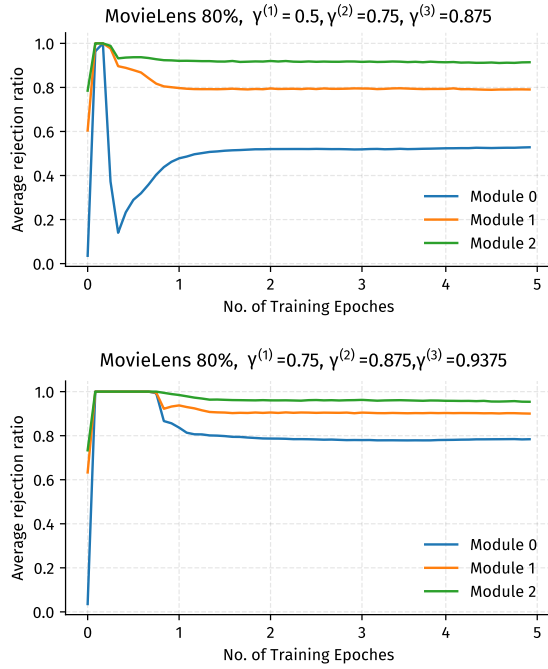 MovieLens 80%, γ⁽¹⁾ = 0.5, γ⁽²⁾ = 0.75, γ⁽³⁾ = 0.875
Average rejection ratio
1.0
0.8
0.6
0.4
0.2
0.0
Module 0
Module 1
Module 2
0 1 2 3 4 5
No. of Training Epoches
MovieLens 80%, γ⁽¹⁾ =0.75, γ⁽²⁾ =0.875,γ⁽³⁾ =0.9375
Average rejection ratio
1.0
0.8
0.6
0.4
0.2
0.0
Module 0
Module 1
Module 2
0 1 2 3 4 5
No. of Training Epoches